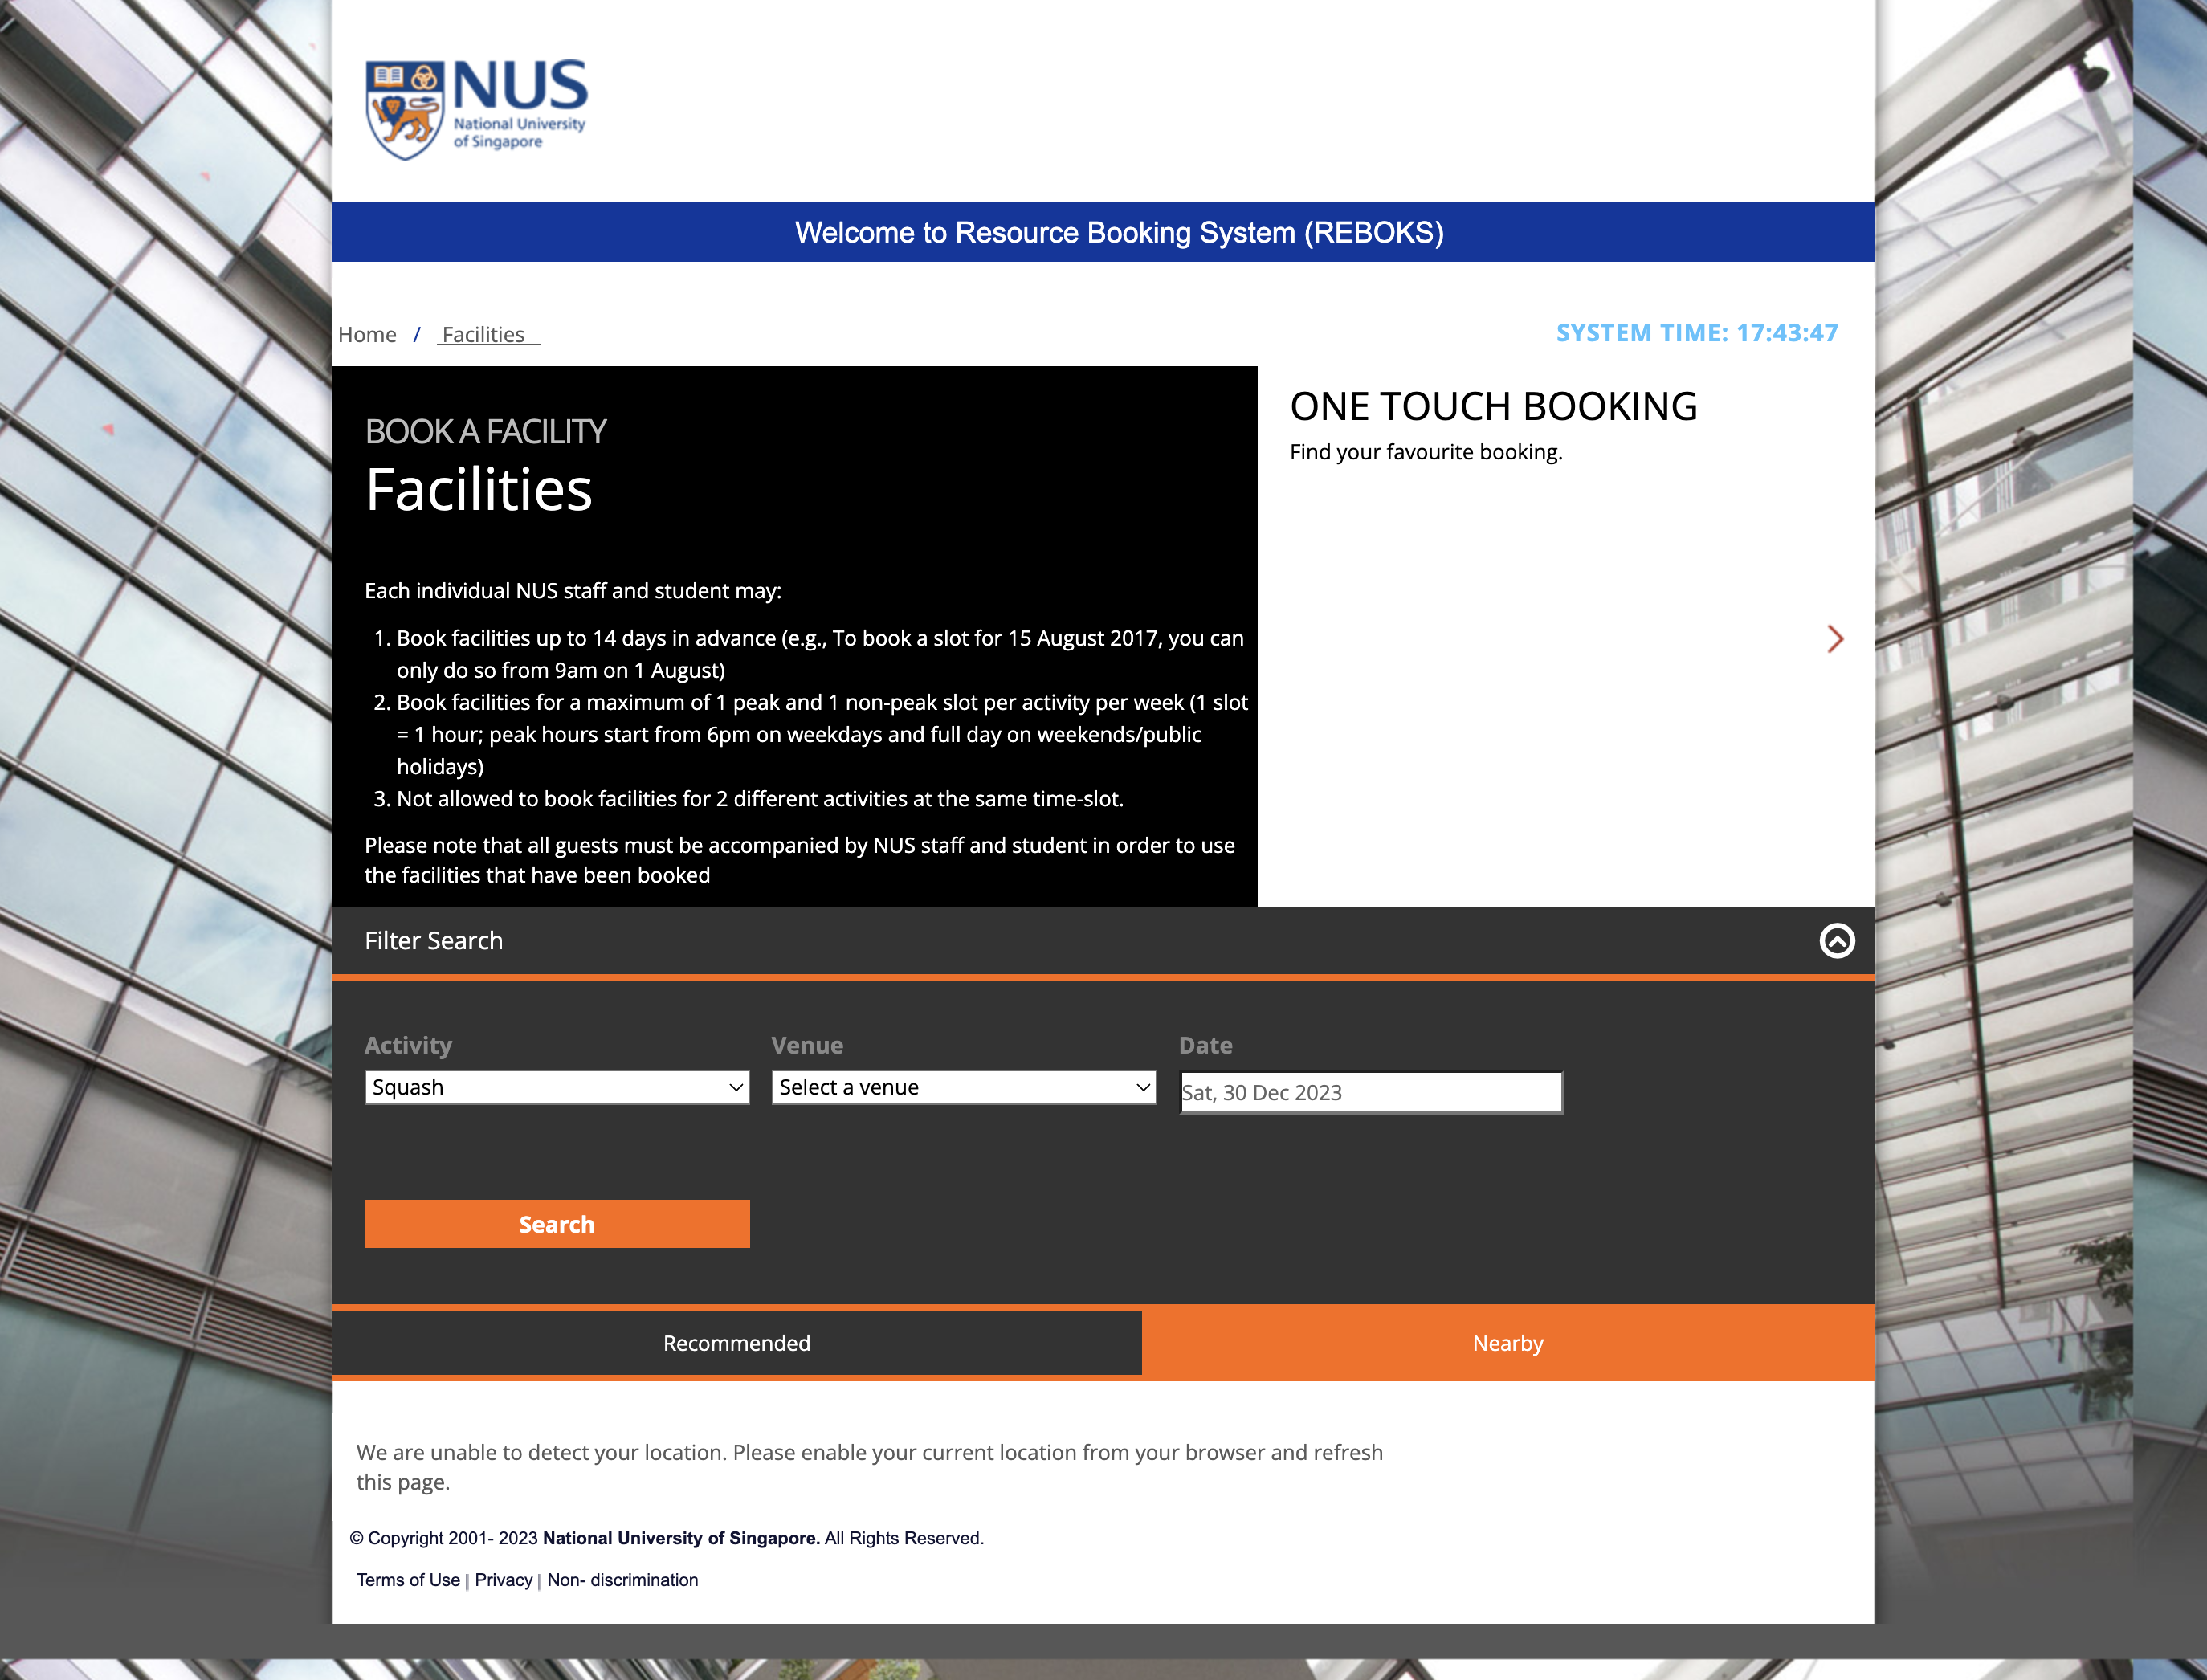 NUS
National University
of Singapore
Welcome to Resource Booking System (REBOKS)
Home / Facilities
SYSTEM TIME: 17:43:47
BOOK A FACILITY
Facilities
Each individual NUS staff and student may:
1. Book facilities up to 14 days in advance (e.g., To book a slot for 15 August 2017, you can
only do so from 9am on 1 August)
2. Book facilities for a maximum of 1 peak and 1 non-peak slot per activity per week (1 slot
= 1 hour; peak hours start from 6pm on weekdays and full day on weekends/public
holidays)
3. Not allowed to book facilities for 2 different activities at the same time-slot.
Please note that all guests must be accompanied by NUS staff and student in order to use
the facilities that have been booked
ONE TOUCH BOOKING
Find your favourite booking.
Filter Search
Activity Venue Date
Squash Select a venue Sat, 30 Dec 2023
Search
Recommended Nearby
We are unable to detect your location. Please enable your current location from your browser and refresh
this page.
© Copyright 2001- 2023 National University of Singapore. All Rights Reserved.
Terms of Use | Privacy | Non- discrimination